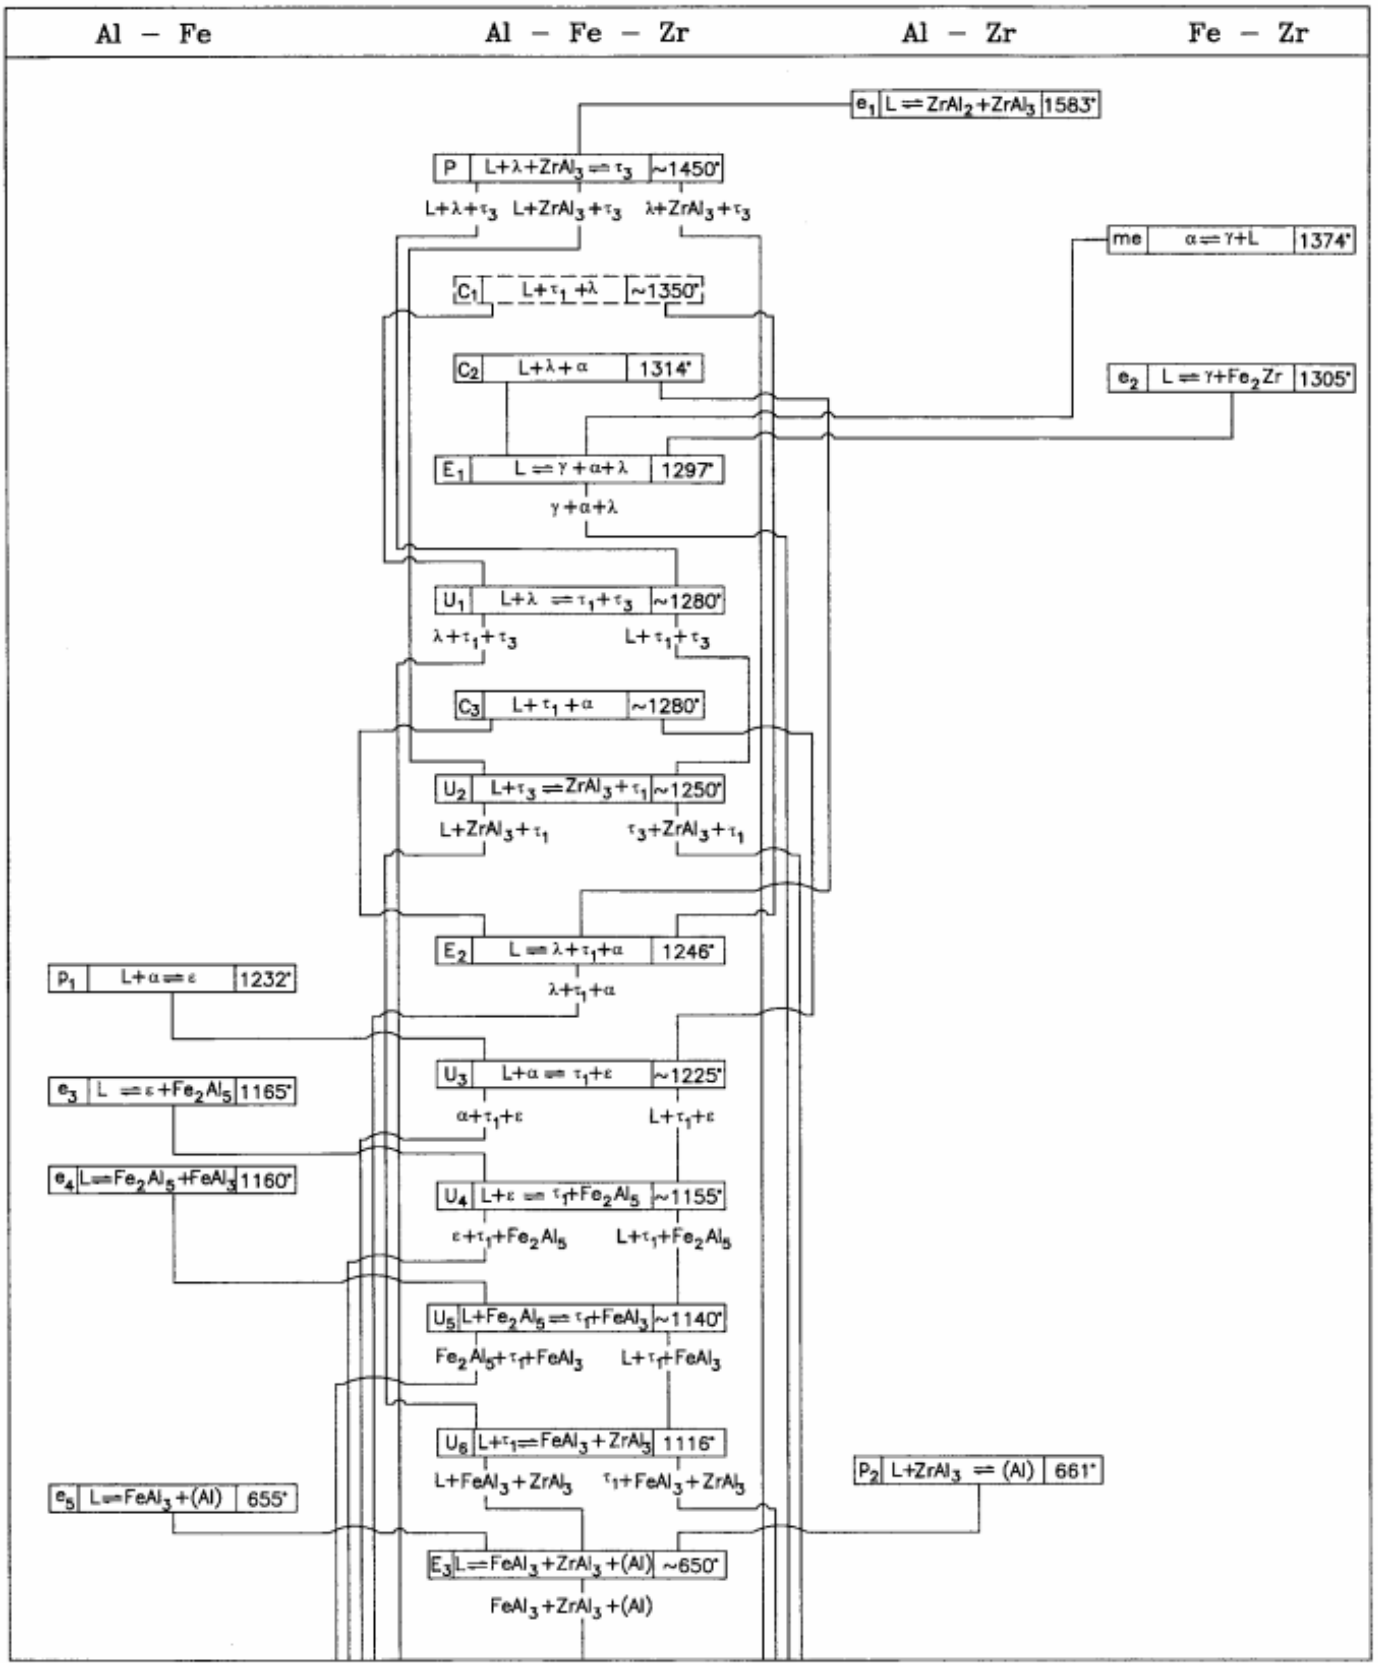 Al − Fe Al − Fe − Zr Al − Zr Fe − Zr
e₁ L ⇌ ZrAl₂+ZrAl₃ 1583°
P L+λ+ZrAl₃ ⇌ τ₃ ~1450°
L+λ+τ₃ L+ZrAl₃+τ₃ λ+ZrAl₃+τ₃
me α ⇌ γ+L 1374°
C₁ L+τ₁+λ ~1350°
C₂ L+λ+α 1314°
e₂ L ⇌ γ+Fe₂Zr 1305°
E₁ L ⇌ γ+α+λ 1297°
γ+α+λ
U₁ L+λ ⇌ τ₁+τ₃ ~1280°
λ+τ₁+τ₃ L+τ₁+τ₃
C₃ L+τ₁+α ~1280°
U₂ L+τ₃ ⇌ ZrAl₃+τ₁ ~1250°
L+ZrAl₃+τ₁ τ₃+ZrAl₃+τ₁
E₂ L ⇌ λ+τ₁+α 1246°
p₁ L+α ⇌ ε 1232°
λ+τ₁+α
U₃ L+α ⇌ τ₁+ε ~1225°
e₃ L ⇌ ε+Fe₂Al₅ 1165°
α+τ₁+ε L+τ₁+ε
e₄ L ⇌ Fe₂Al₅+FeAl₃ 1160°
U₄ L+ε ⇌ τ₁+Fe₂Al₅ ~1155°
ε+τ₁+Fe₂Al₅ L+τ₁+Fe₂Al₅
U₅ L+Fe₂Al₅ ⇌ τ₁+FeAl₃ ~1140°
Fe₂Al₅+τ₁+FeAl₃ L+τ₁+FeAl₃
U₆ L+τ₁ ⇌ FeAl₃+ZrAl₃ 1116°
p₂ L+ZrAl₃ ⇌ (Al) 661°
L+FeAl₃+ZrAl₃ τ₁+FeAl₃+ZrAl₃
e₅ L ⇌ FeAl₃+(Al) 655°
E₃ L ⇌ FeAl₃+ZrAl₃+(Al) ~650°
FeAl₃+ZrAl₃+(Al)